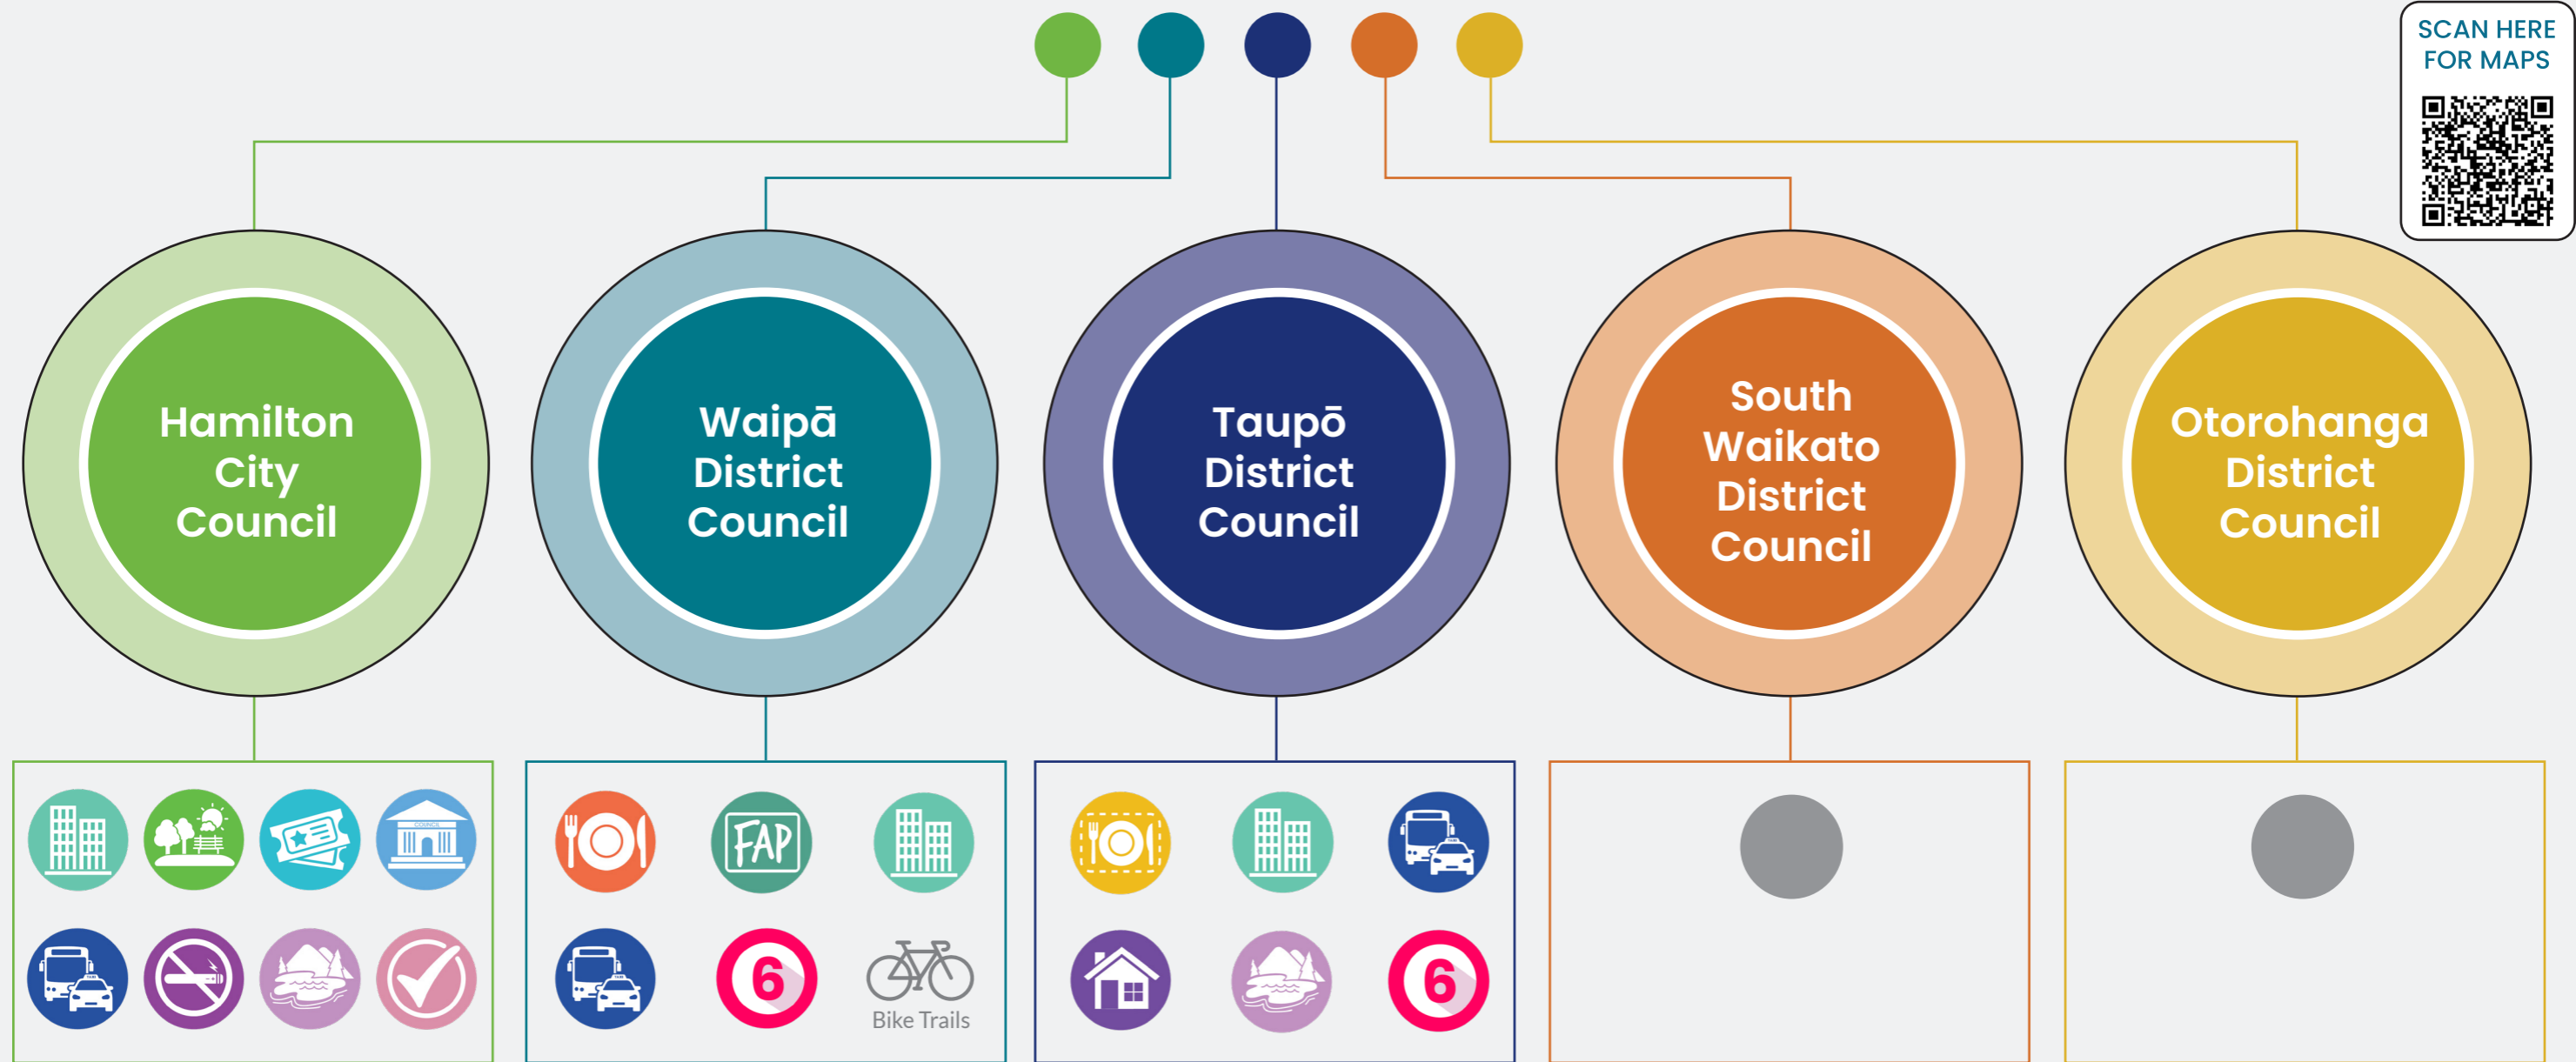 SCAN HERE
FOR MAPS
Hamilton
City
Council
Waipā
District
Council
Taupō
District
Council
South
Waikato
District
Council
Otorohanga
District
Council
COUNCIL
FAP
6
Bike Trails
6